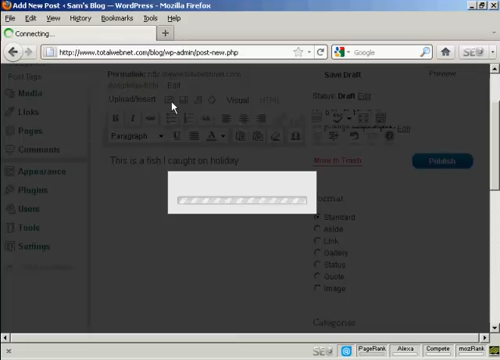 Add New Post ‹ Sam's Blog — WordPress - Mozilla Firefox
File Edit View History Bookmarks Tools Help
Connecting...
http://www.totalwebnet.com/blog/wp-admin/post-new.php
Google
Post Tags
Media
Links
Pages
Comments
Appearance
Plugins
Users
Tools
Settings
Permalink:
Edit
Upload/Insert
Visual HTML
Paragraph
This is a fish I caught on holiday
Save Draft
Preview
Status: Draft Edit
Move to Trash
Publish
Format
Standard
Aside
Link
Gallery
Status
Quote
Image
Categories
PageRank
Alexa
Compete
mozRank